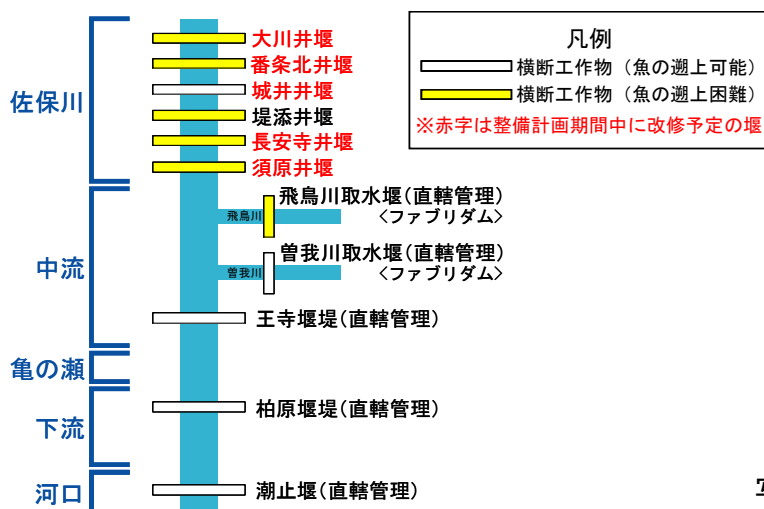 大川井堰
番条北井堰
城井井堰
堤添井堰
長安寺井堰
須原井堰
佐保川
凡例
横断工作物（魚の遡上可能）
横断工作物（魚の遡上困難）
※赤字は整備計画期間中に改修予定の堰
飛鳥川取水堰(直轄管理)
<ファブリダム>
飛鳥川
曽我川取水堰(直轄管理)
<ファブリダム>
曽我川
中流
王寺堰堤(直轄管理)
亀の瀬
柏原堰堤(直轄管理)
下流
潮止堰(直轄管理)
河口